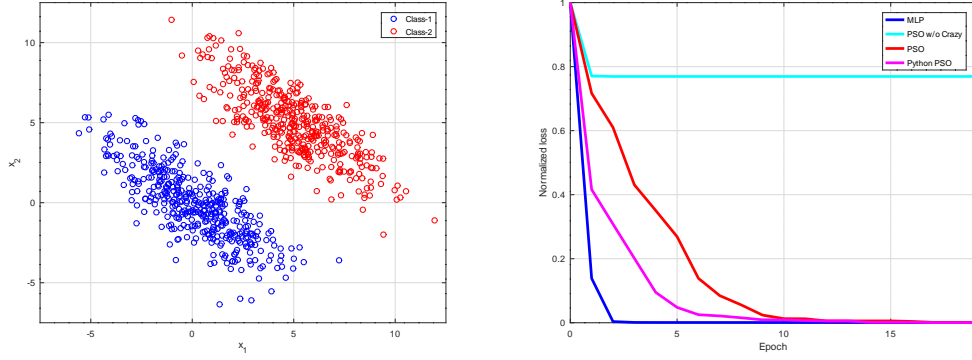 Class-1
Class-2
10
5
0
-5
-5
0
5
10
x1
x2
MLP
PSO w/o Crazy
PSO
Python PSO
1
0.8
0.6
0.4
0.2
0
0
5
10
15
Epoch
Normalized loss